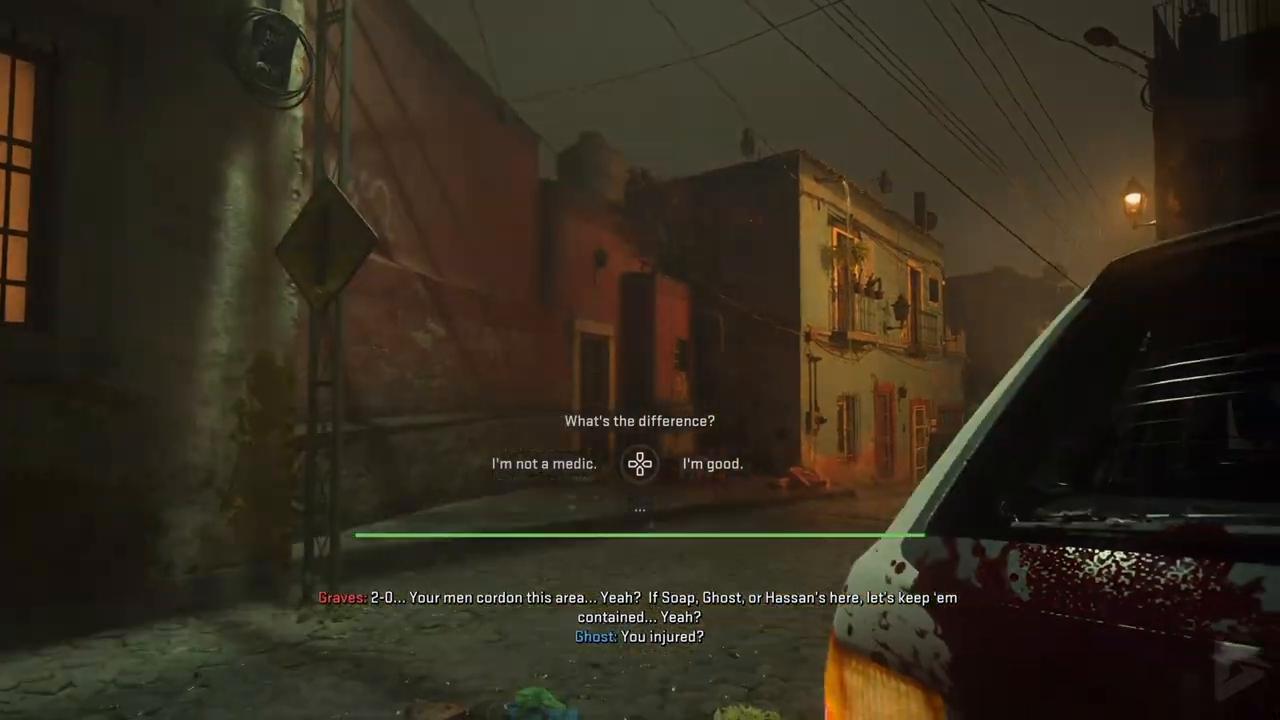 What's the difference?
I'm not a medic. I'm good.
...
Graves: 2-0... Your men cordon this area... Yeah? If Soap, Ghost, or Hassan's here, let's keep 'em
contained... Yeah?
Ghost: You injured?